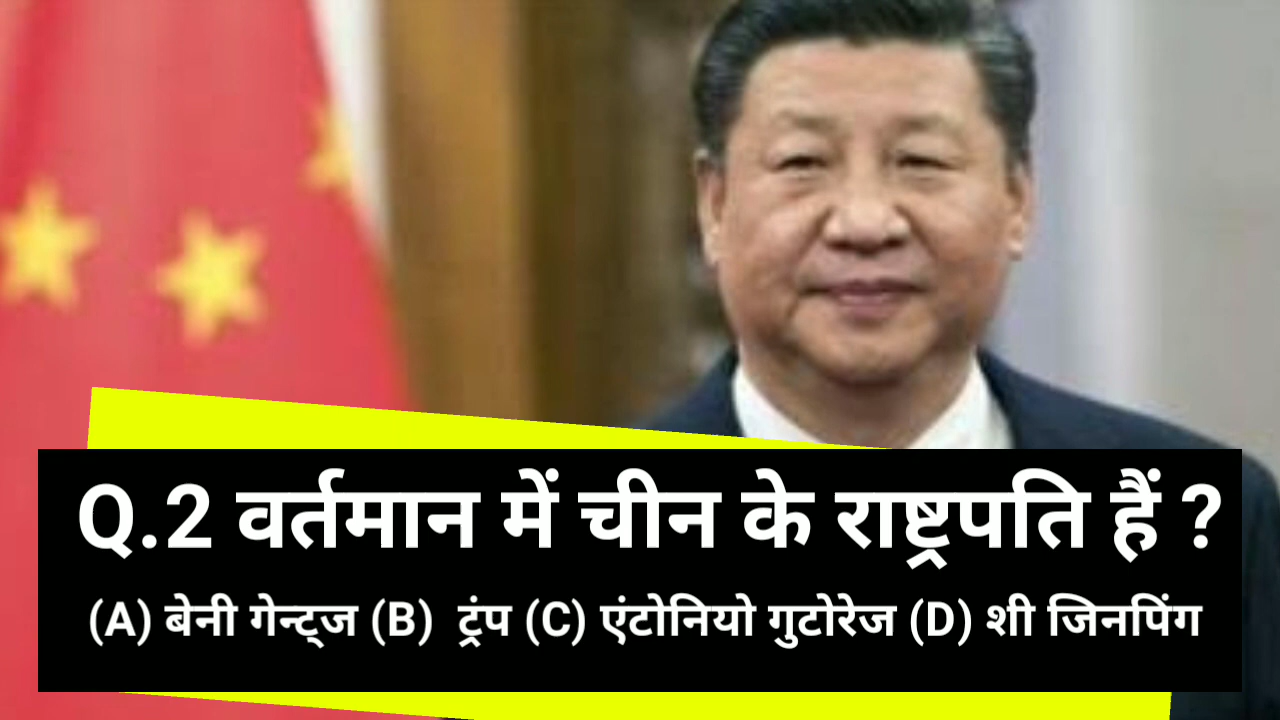 Q.2 वर्तमान में चीन के राष्ट्रपति हैं ?
(A) बेनी गेन्ट्ज (B) ट्रंप (C) एंटोनियो गुटोरेज (D) शी जिनपिंग